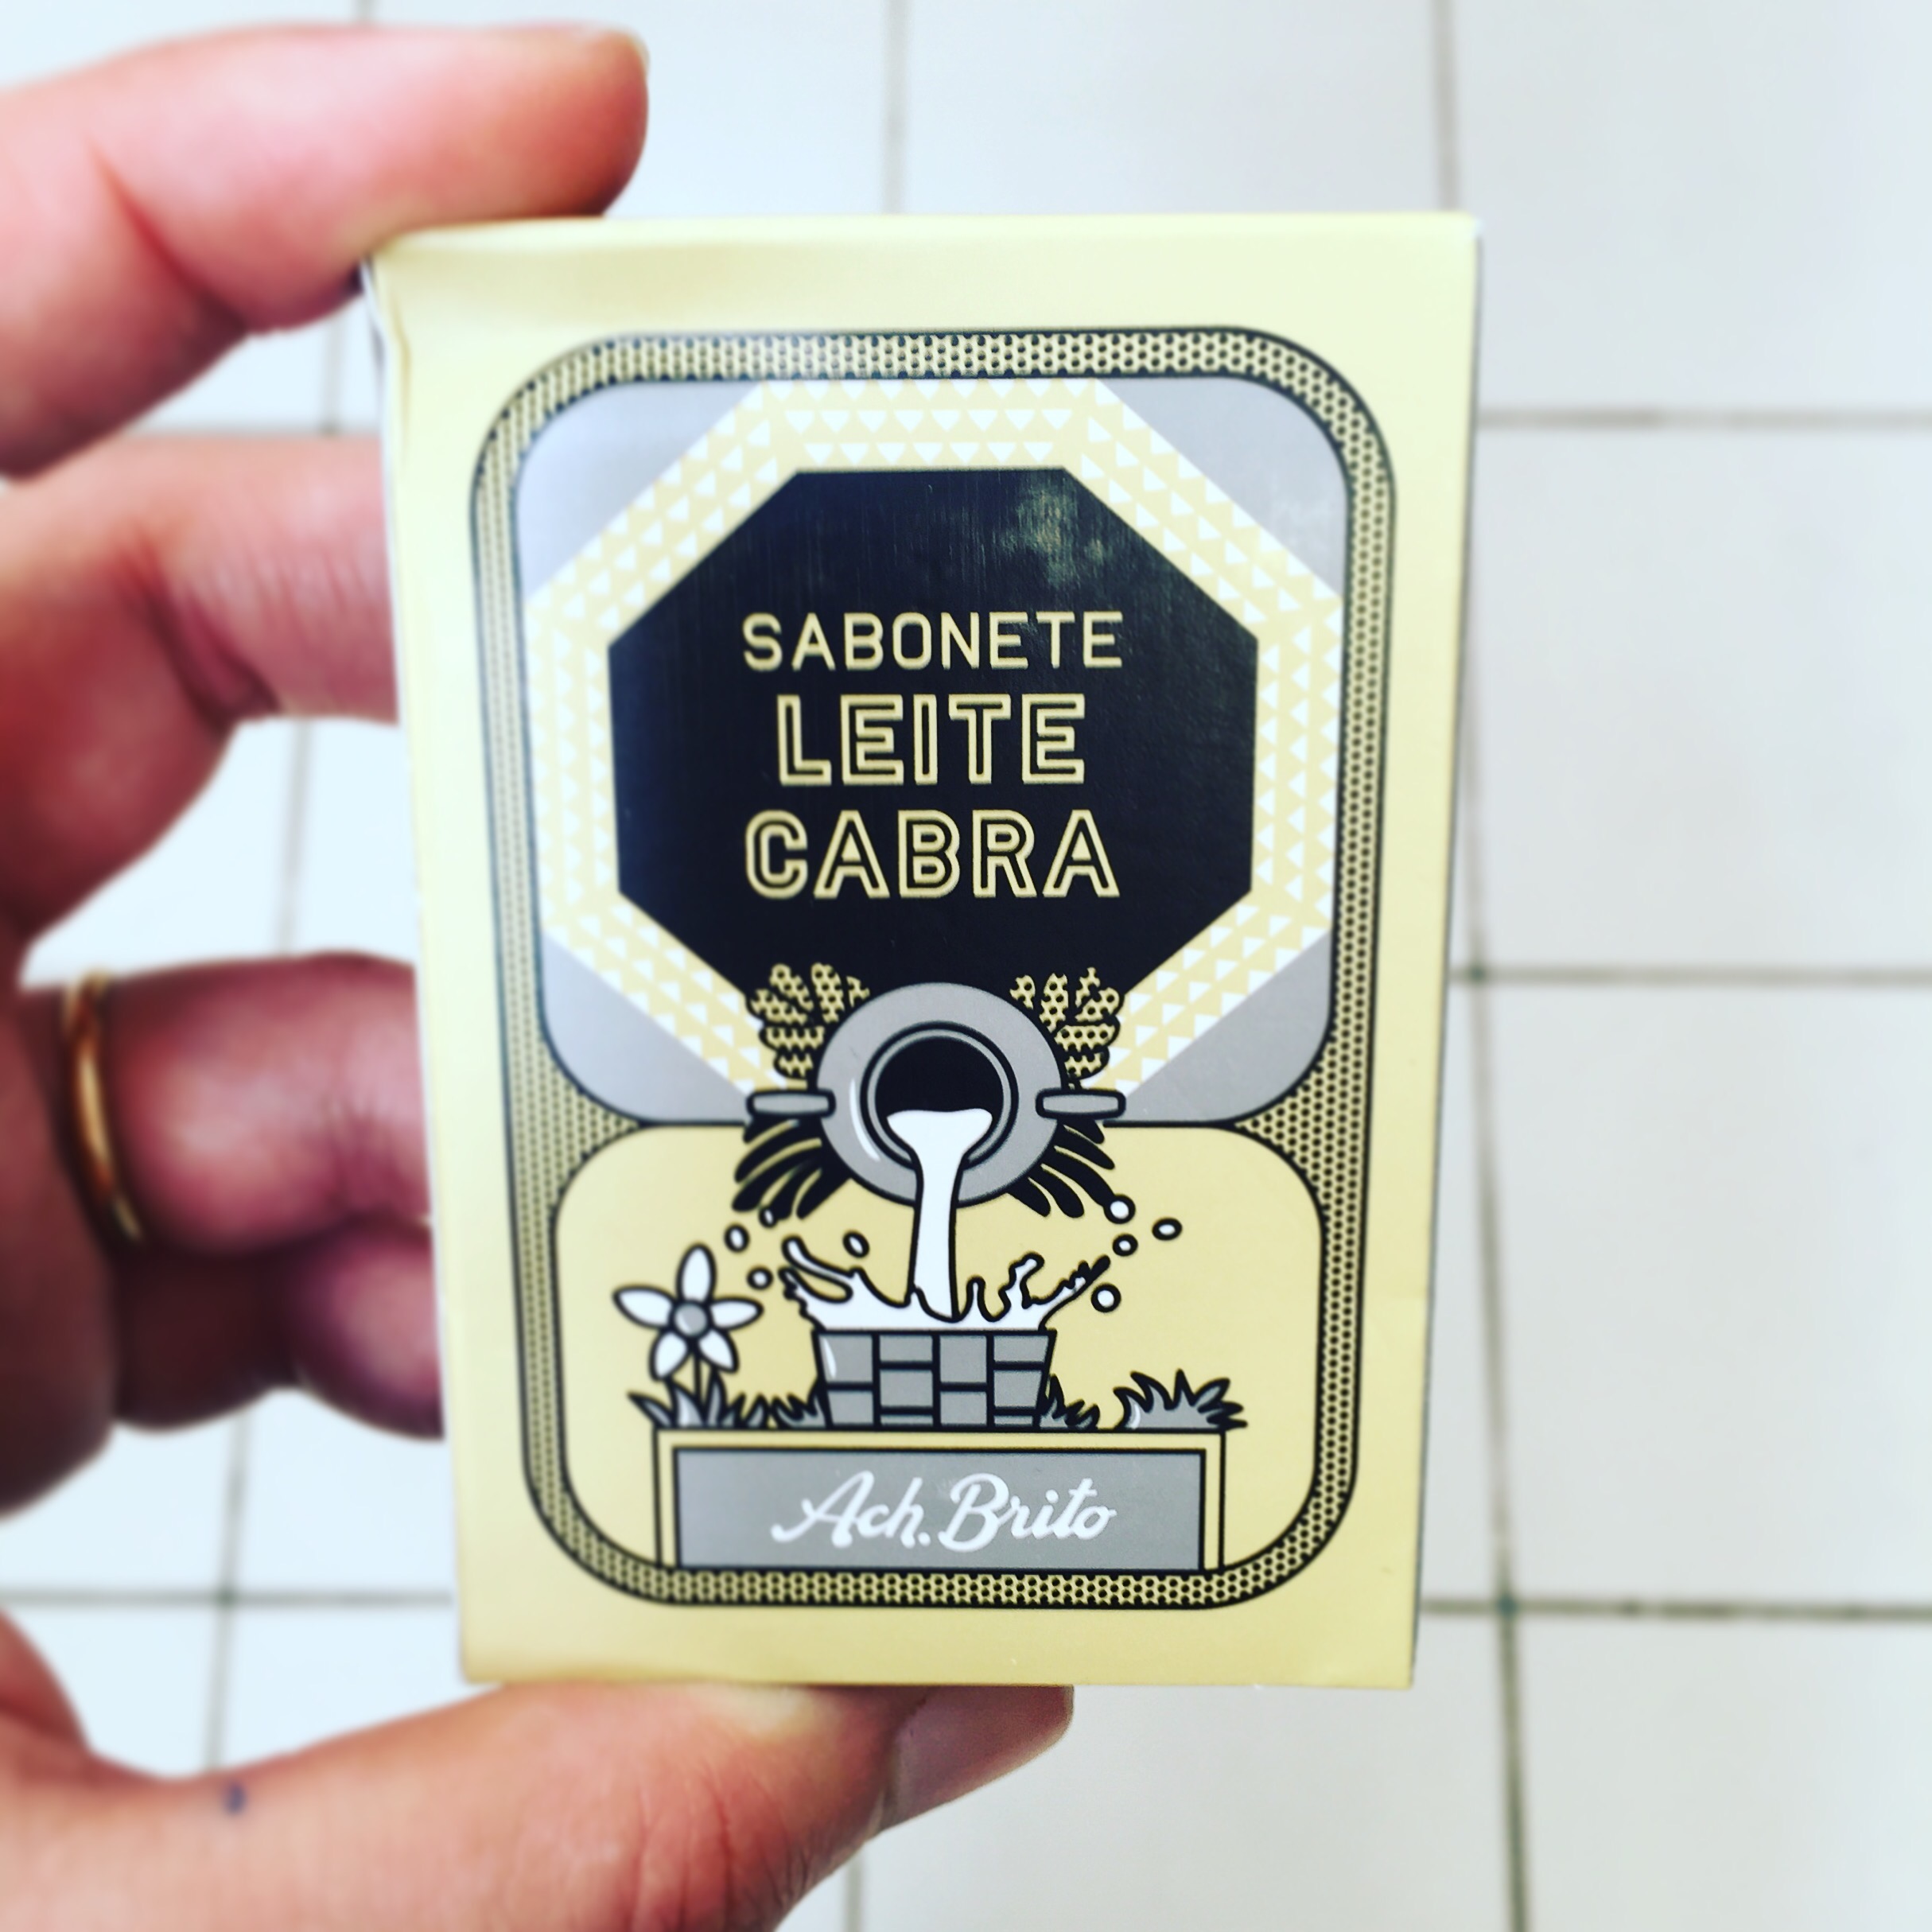 SABONETE
LEITE
CABRA
Ach. Brito